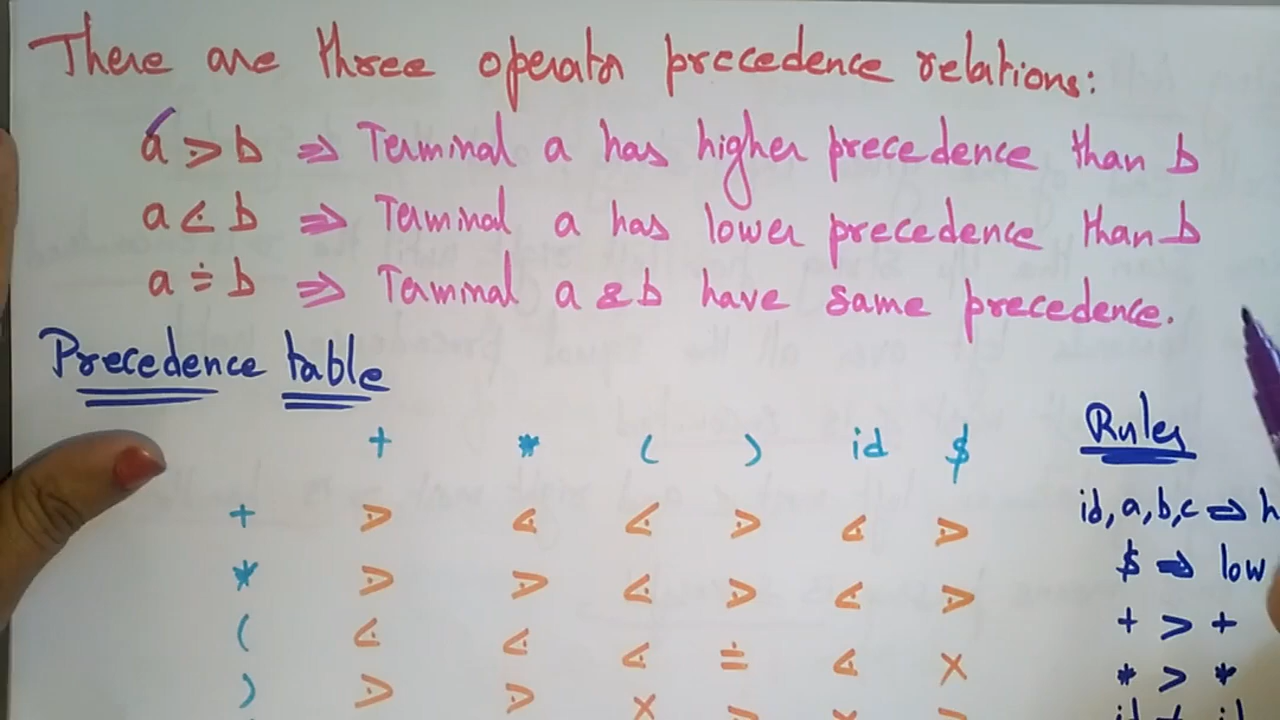 There are three operator precedence relations:
a ⋗ b ⇒ Terminal a has higher precedence than b
a ⋖ b ⇒ Terminal a has lower precedence than b
a ≐ b ⇒ Terminal a & b have same precedence.
Precedence table
+ * ( ) id $
+ ⋗ ⋖ ⋖ ⋗ ⋖ ⋗
* ⋗ ⋗ ⋖ ⋗ ⋖ ⋗
( ⋖ ⋖ ⋖ ≐ ⋖ X
) ⋗ ⋗ X
Rules
id, a, b, c ⇒ h
$ ⇒ low
+ > +
* > *